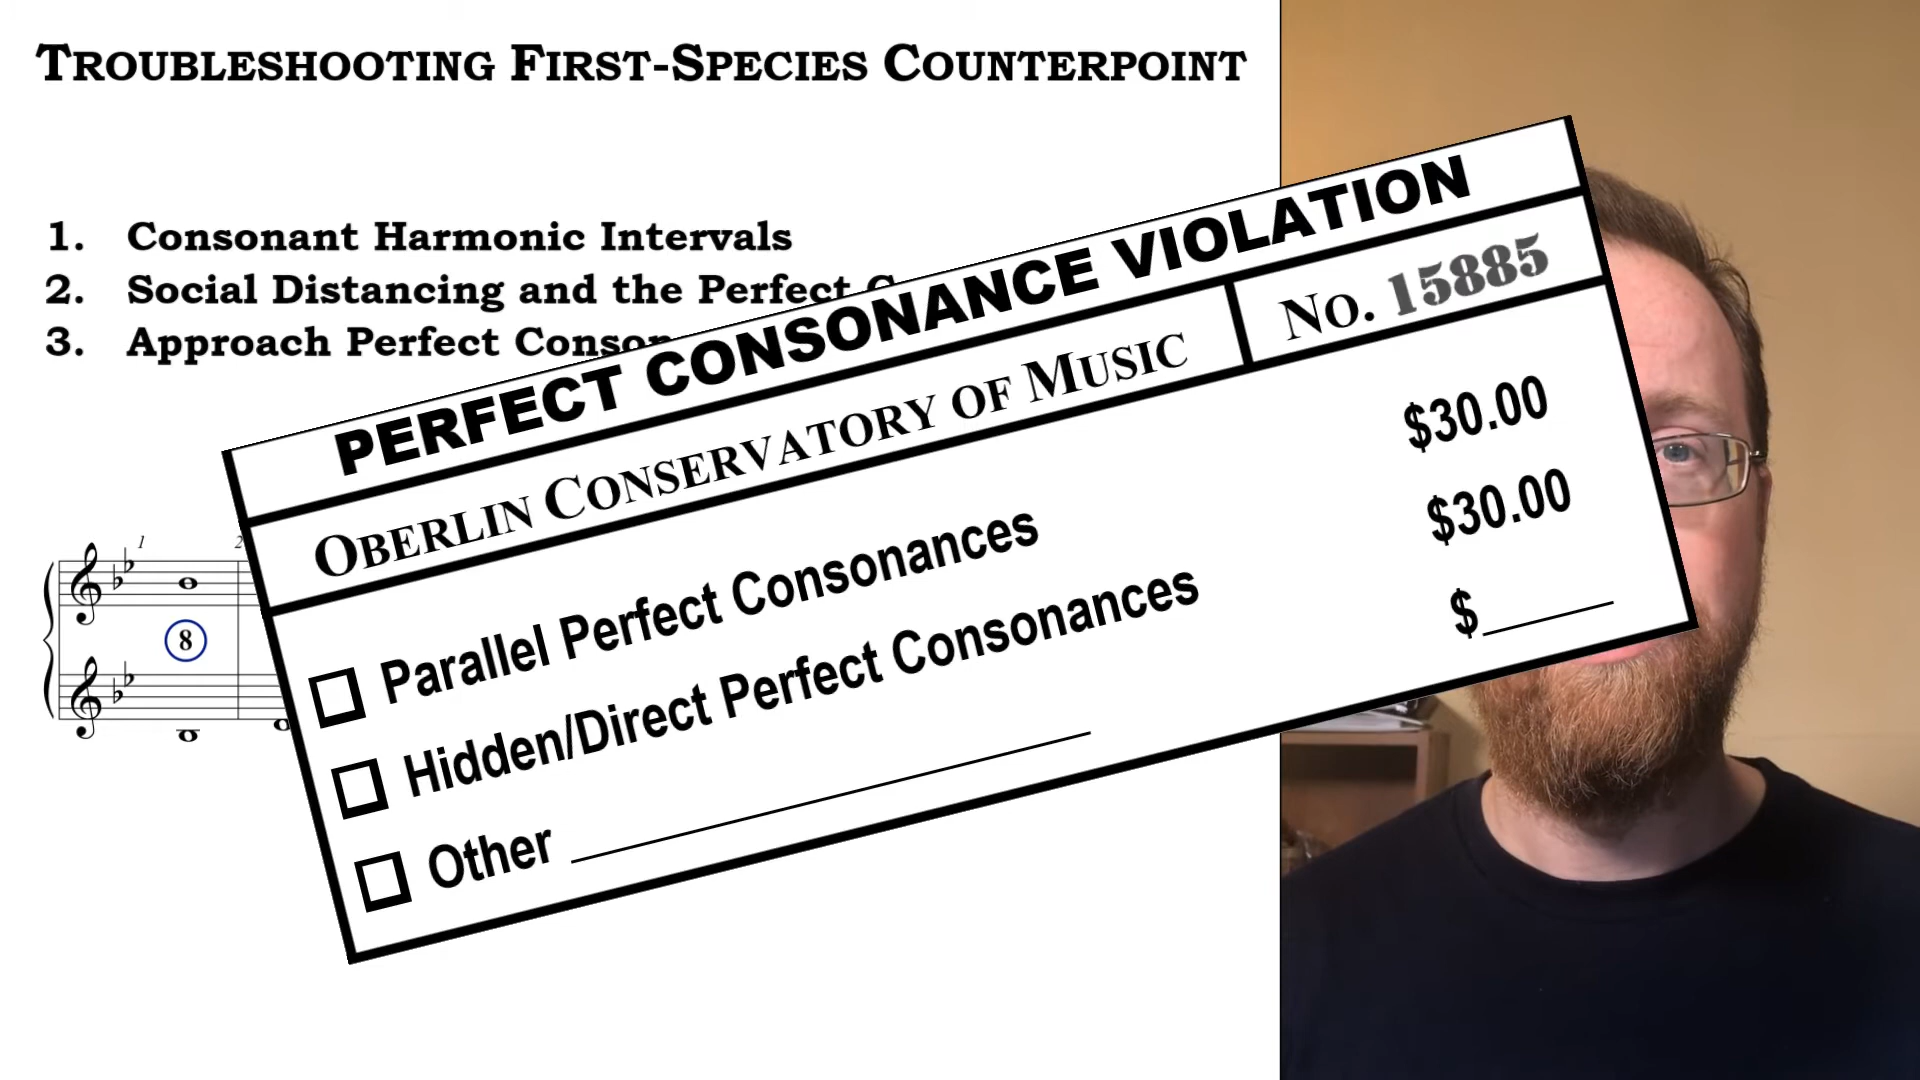 TROUBLESHOOTING FIRST-SPECIES COUNTERPOINT
1. Consonant Harmonic Intervals
2. Social Distancing and the Perfect
3. Approach Perfect
PERFECT CONSONANCE VIOLATION
OBERLIN CONSERVATORY OF MUSIC
NO. 15885
Parallel Perfect Consonances $30.00
Hidden/Direct Perfect Consonances $30.00
Other __________ $______
1 2
8